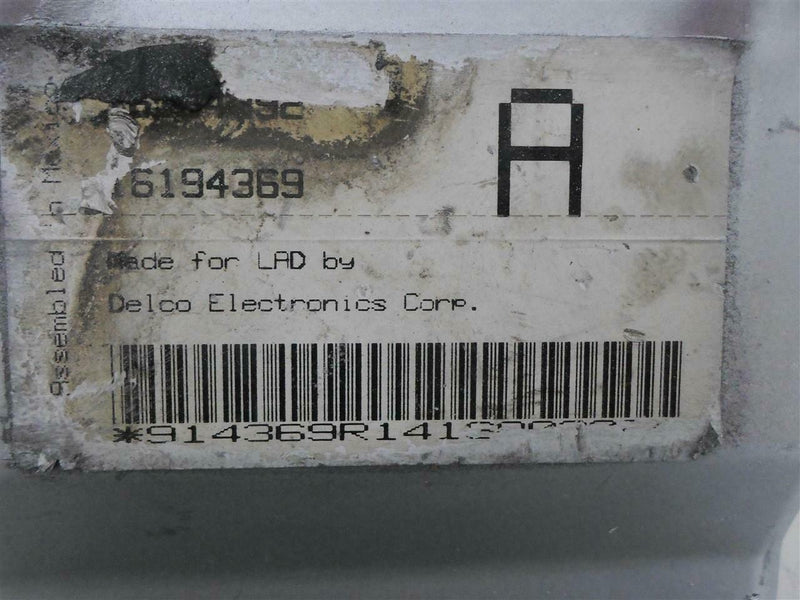 A
16194369
Made for LAD by
Delco Electronics Corp.
Assembled in Mexico